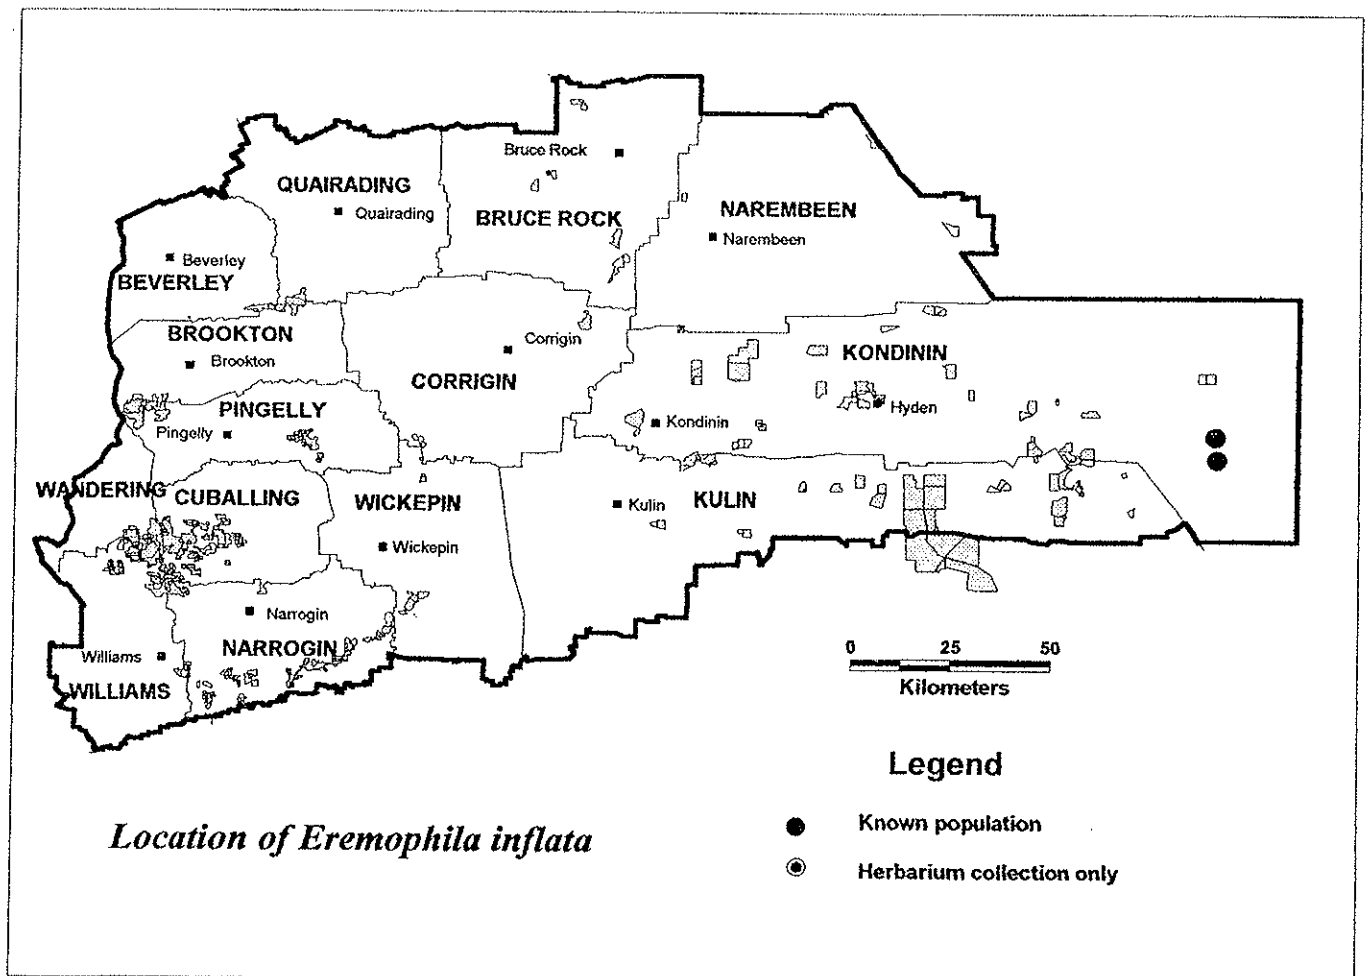 Bruce Rock
QUAIRADING
Quairading
BRUCE ROCK
NAREMBEEN
Narembeen
Beverley
BEVERLEY
BROOKTON
Brookton
Corrigin
CORRIGIN
KONDININ
Hyden
Kondinin
PINGELLY
Pingelly
WANDERING
CUBALLING
WICKEPIN
Wickepin
Kulin
KULIN
Narrogin
NARROGIN
Williams
WILLIAMS
0 25 50
Kilometers
Legend
Known population
Herbarium collection only
Location of Eremophila inflata